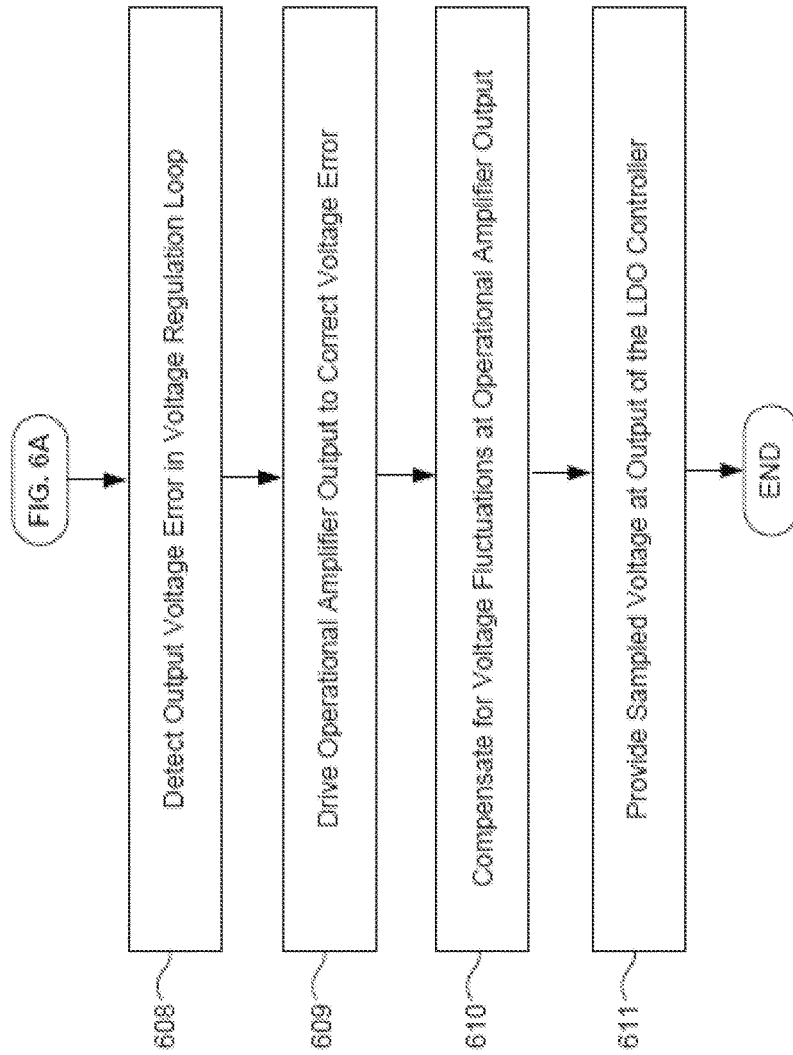 FIG. 6A
608
Detect Output Voltage Error in Voltage Regulation Loop
609
Drive Operational Amplifier Output to Correct Voltage Error
610
Compensate for Voltage Fluctuations at Operational Amplifier Output
611
Provide Sampled Voltage at Output of the LDO Controller
END